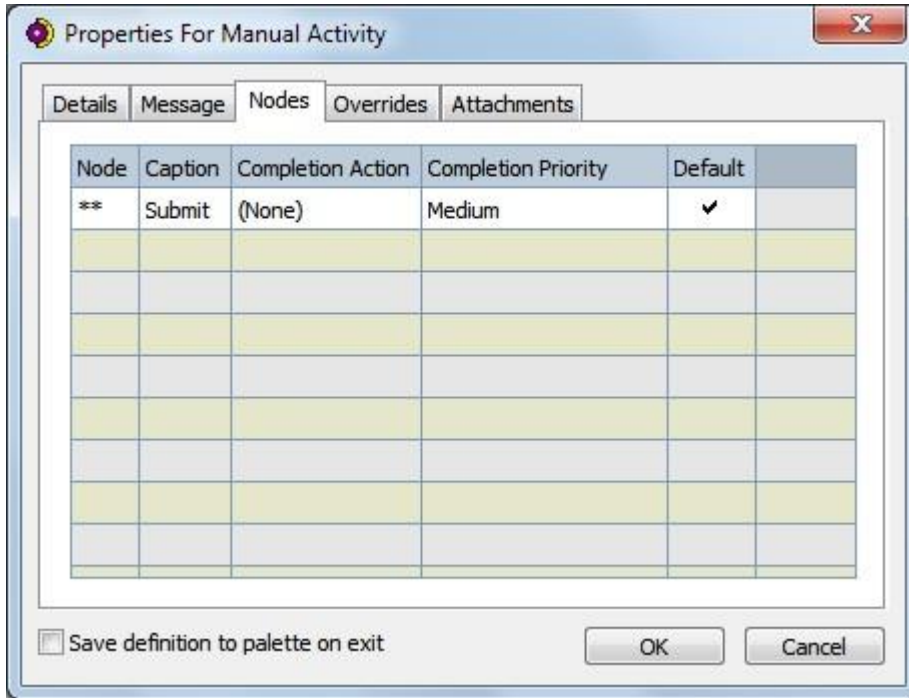 Properties For Manual Activity
Details Message Nodes Overrides Attachments
Node Caption Completion Action Completion Priority Default
** Submit (None) Medium ✔
Save definition to palette on exit OK Cancel